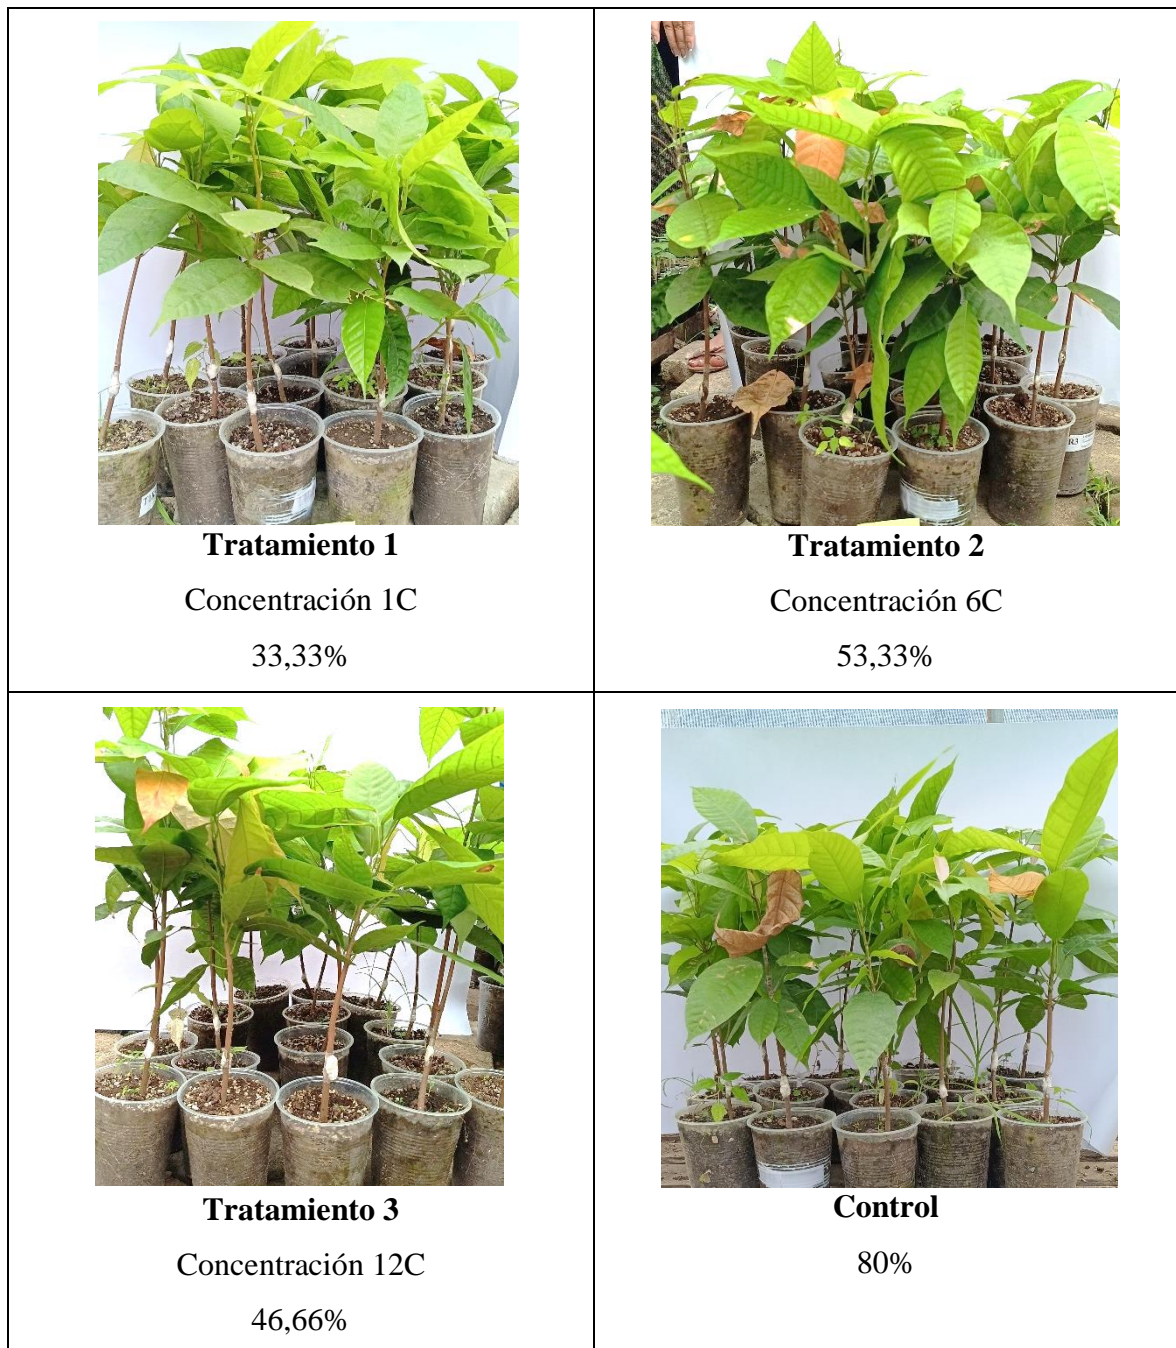 Tratamiento 1
Concentración 1C
33,33%
R3
Tratamiento 2
Concentración 6C
53,33%
Tratamiento 3
Concentración 12C
46,66%
Control
80%